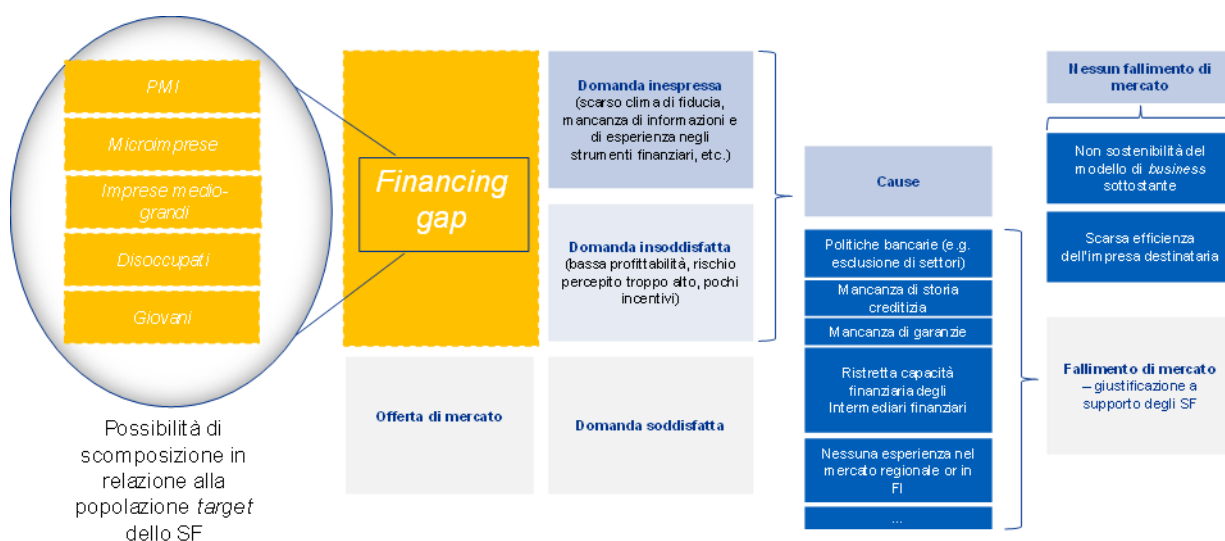 PMI
Microimprese
Imprese medio-
grandi
Disoccupati
Giovani
Possibilità di
scomposizione in
relazione alla
popolazione target
dello SF
Financing
gap
Offerta di mercato
Domanda inespressa
(scarso clima di fiducia,
mancanza di informazioni e
di esperienza negli
strumenti finanziari, etc.)
Domanda insoddisfatta
(bassa profittabilità, rischio
percepito troppo alto, pochi
incentivi)
Domanda soddisfatta
Cause
Politiche bancarie (e.g.
esclusione di settori)
Mancanza di storia
creditizia
Mancanza di garanzie
Ristretta capacità
finanziaria degli
Intermediari finanziari
Nessuna esperienza nel
mercato regionale or in
FI
...
Nessun fallimento di
mercato
Non sostenibilità del
modello di business
sottostante
Scarsa efficienza
dell'impresa destinataria
Fallimento di mercato
– giustificazione a
supporto degli SF